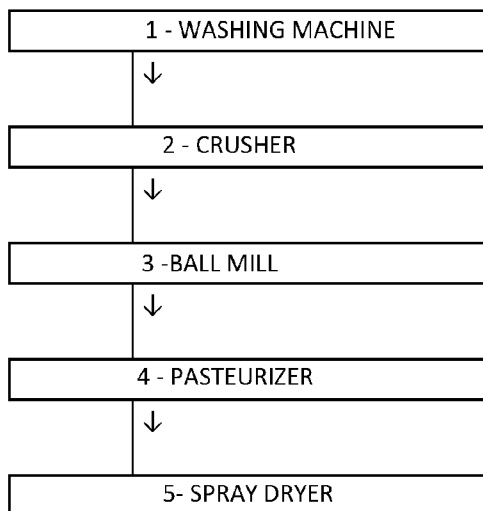 1 - WASHING MACHINE
↓
2 - CRUSHER
↓
3 -BALL MILL
↓
4 - PASTEURIZER
↓
5- SPRAY DRYER